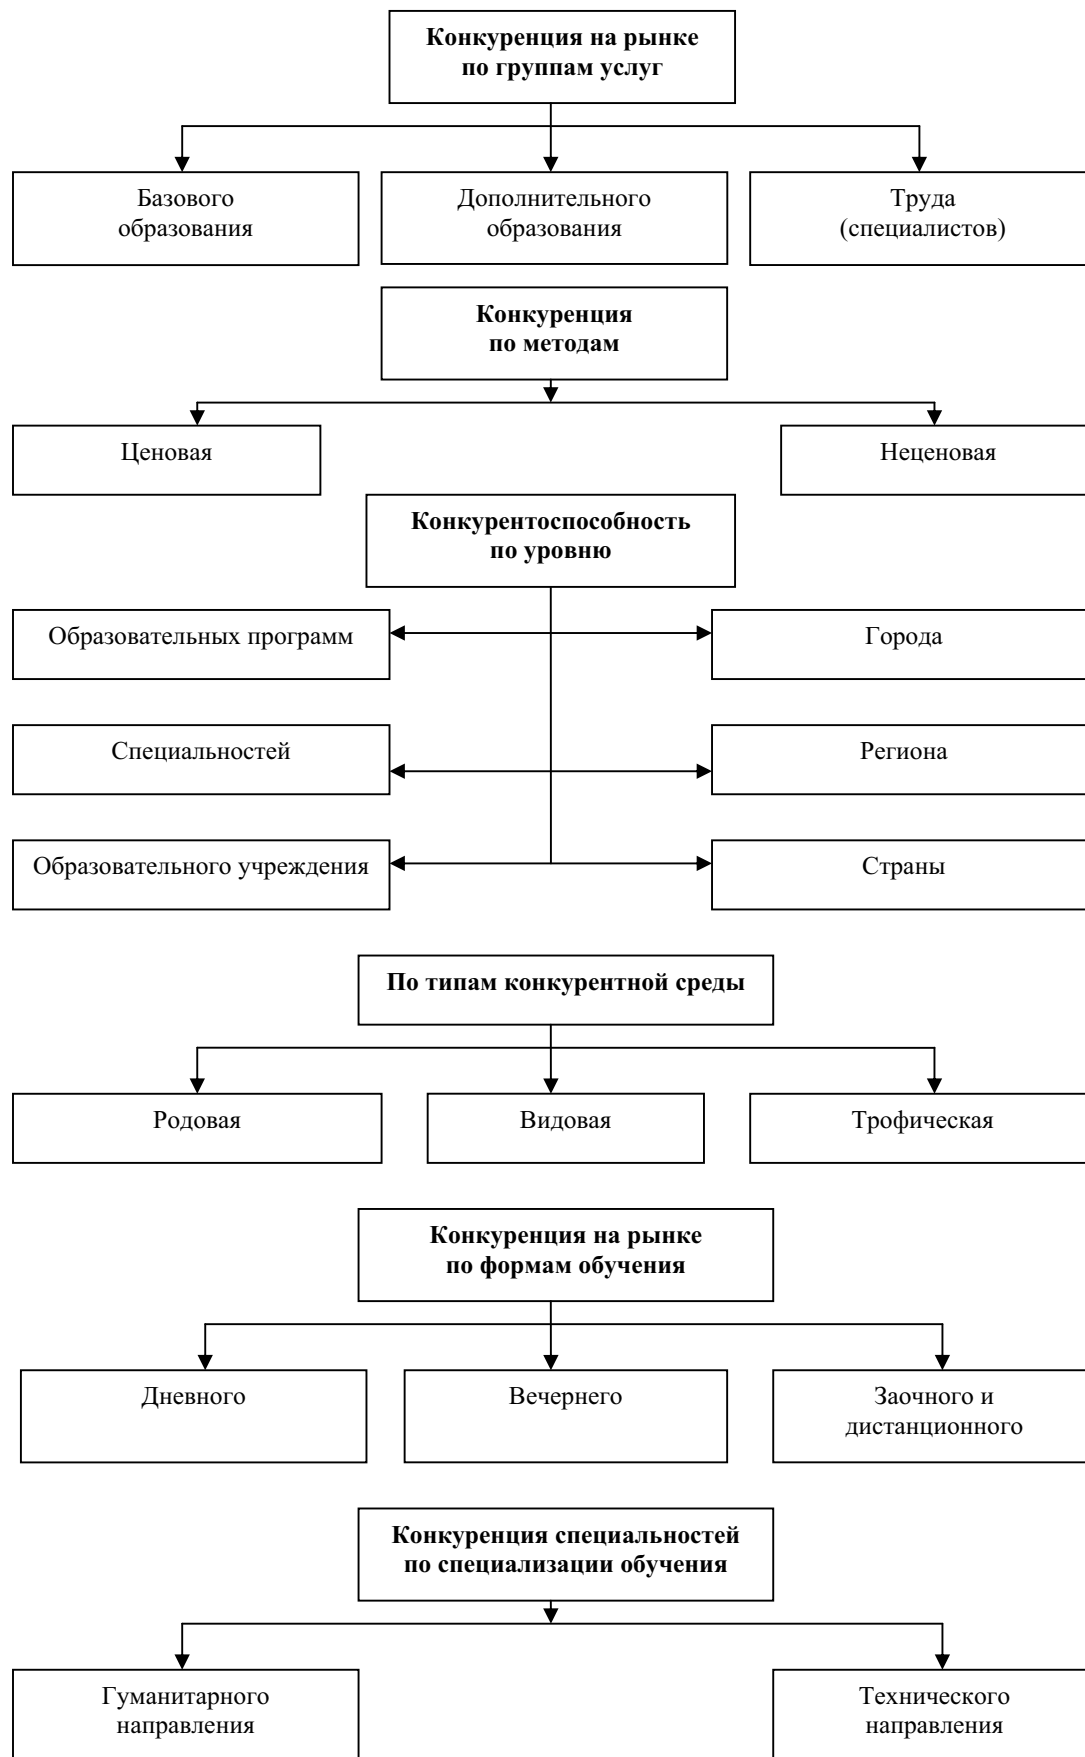 Конкуренция на рынке
по группам услуг
Базового
образования
Дополнительного
образования
Труда
(специалистов)
Конкуренция
по методам
Ценовая
Неценовая
Конкурентоспособность
по уровню
Образовательных программ
Города
Специальностей
Региона
Образовательного учреждения
Страны
По типам конкурентной среды
Родовая
Видовая
Трофическая
Конкуренция на рынке
по формам обучения
Дневного
Вечернего
Заочного и
дистанционного
Конкуренция специальностей
по специализации обучения
Гуманитарного
направления
Технического
направления